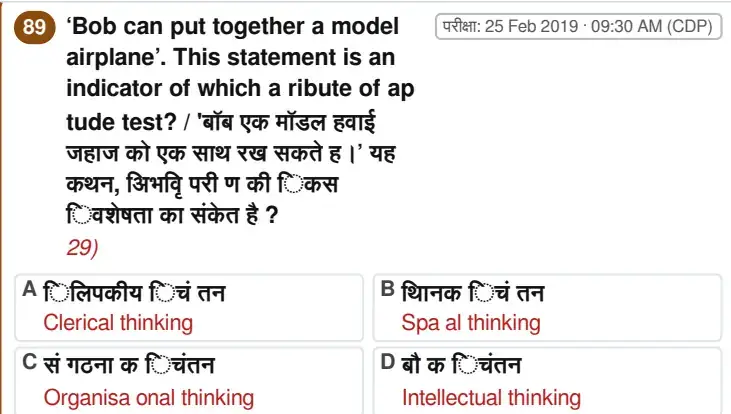 89 'Bob can put together a model
परीक्षा: 25 Feb 2019 · 09:30 AM (CDP)
airplane'. This statement is an
indicator of which a ribute of ap
tude test? / 'बॉब एक मॉडल हवाई
जहाज को एक साथ रख सकते ह।' यह
कथन, अिभवृि परी ण की िकस
िवशेषता का संकेत है ?
29)
A िलिपकीय िचं तन
Clerical thinking
B थािनक िचं तन
Spa al thinking
C सं गठना क िचंतन
Organisa onal thinking
D बौ क िचंतन
Intellectual thinking